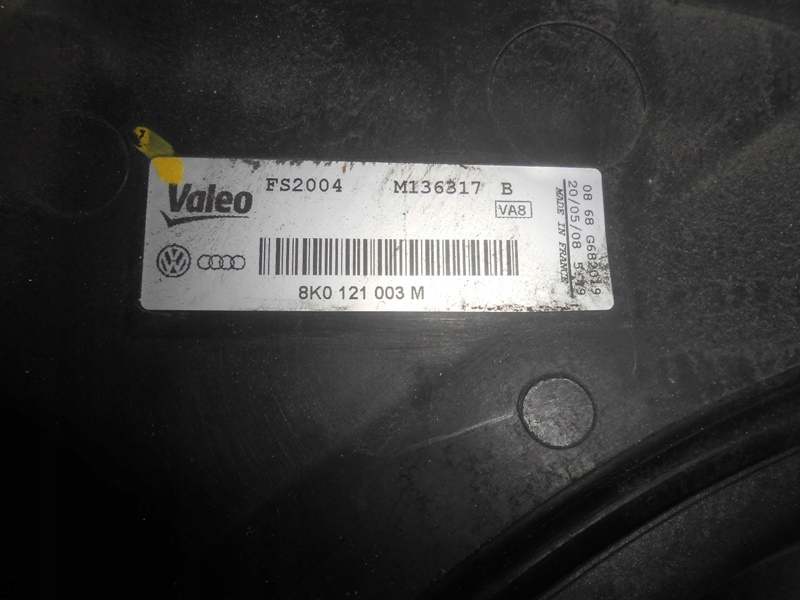 Valeo FS2004 M136317 B
VA8
8K0 121 003 M
08 68 G682019
20/05/08
MADE IN FRANCE